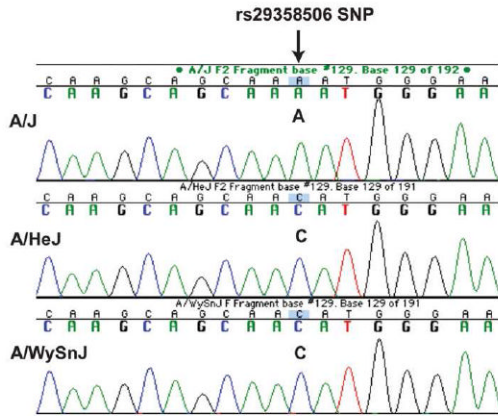 rs29358506 SNP
A/J F2 Fragment base #129. Base 129 of 192
C A A G C A G C A A A A T G G G A A
C A A G C A G C A A A A T G G G A A
A/J
A
A/HeJ F2 Fragment base #129. Base 129 of 191
C A A G C A G C A A C A T G G G A A
C A A G C A G C A A C A T G G G A A
A/HeJ
C
A/WySnJ F Fragment base #129. Base 129 of 191
C A A G C A G C A A C A T G G G A A
C A A G C A G C A A C A T G G G A A
A/WySnJ
C